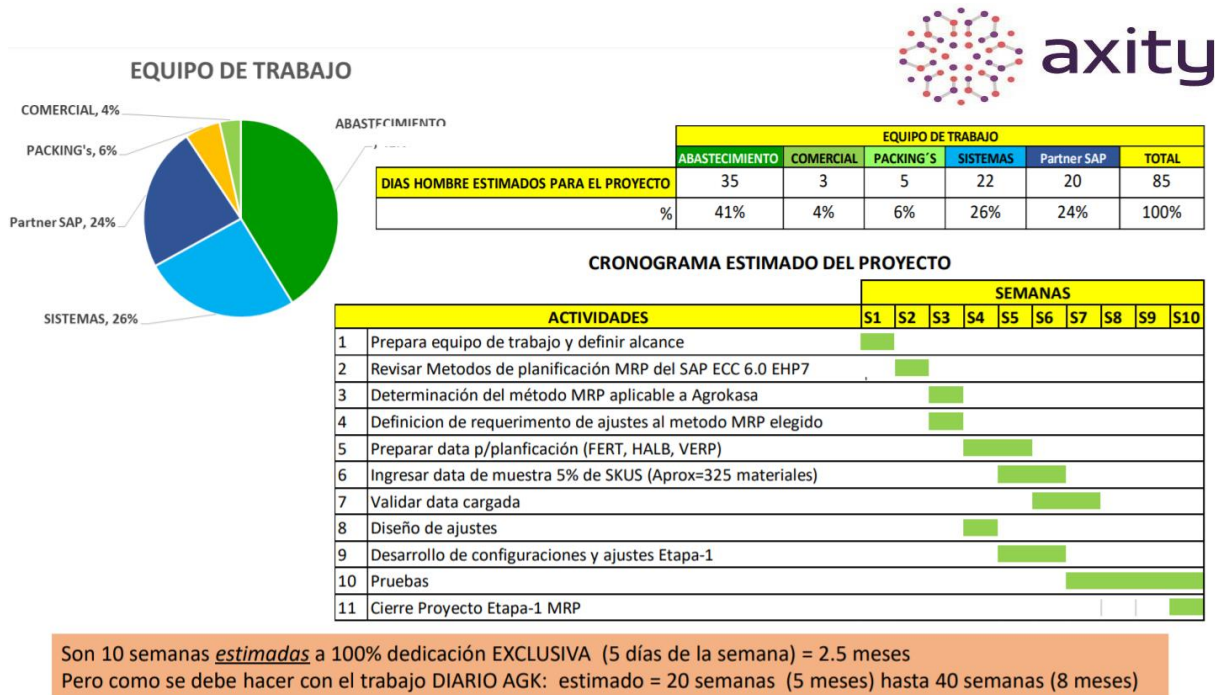 axity
EQUIPO DE TRABAJO
COMERCIAL, 4%
PACKING's, 6%
Partner SAP, 24%
SISTEMAS, 26%
ABASTECIMIENTO
EQUIPO DE TRABAJO
ABASTECIMIENTO COMERCIAL PACKING´S SISTEMAS Partner SAP TOTAL
DIAS HOMBRE ESTIMADOS PARA EL PROYECTO 35 3 5 22 20 85
% 41% 4% 6% 26% 24% 100%
CRONOGRAMA ESTIMADO DEL PROYECTO
SEMANAS
ACTIVIDADES S1 S2 S3 S4 S5 S6 S7 S8 S9 S10
1 Prepara equipo de trabajo y definir alcance
2 Revisar Metodos de planificación MRP del SAP ECC 6.0 EHP7
3 Determinación del método MRP aplicable a Agrokasa
4 Definicion de requerimento de ajustes al metodo MRP elegido
5 Preparar data p/planficación (FERT, HALB, VERP)
6 Ingresar data de muestra 5% de SKUS (Aprox=325 materiales)
7 Validar data cargada
8 Diseño de ajustes
9 Desarrollo de configuraciones y ajustes Etapa-1
10 Pruebas
11 Cierre Proyecto Etapa-1 MRP
Son 10 semanas estimadas a 100% dedicación EXCLUSIVA (5 días de la semana) = 2.5 meses
Pero como se debe hacer con el trabajo DIARIO AGK: estimado = 20 semanas (5 meses) hasta 40 semanas (8 meses)